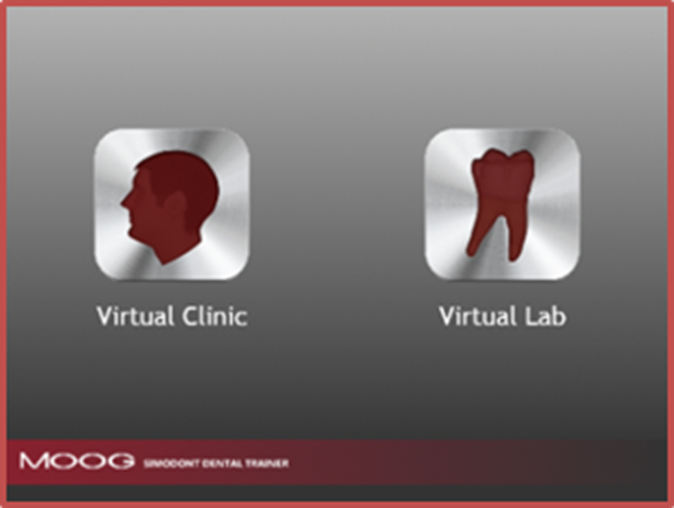 Virtual Clinic
Virtual Lab
MOOG SIMODONT DENTAL TRAINER